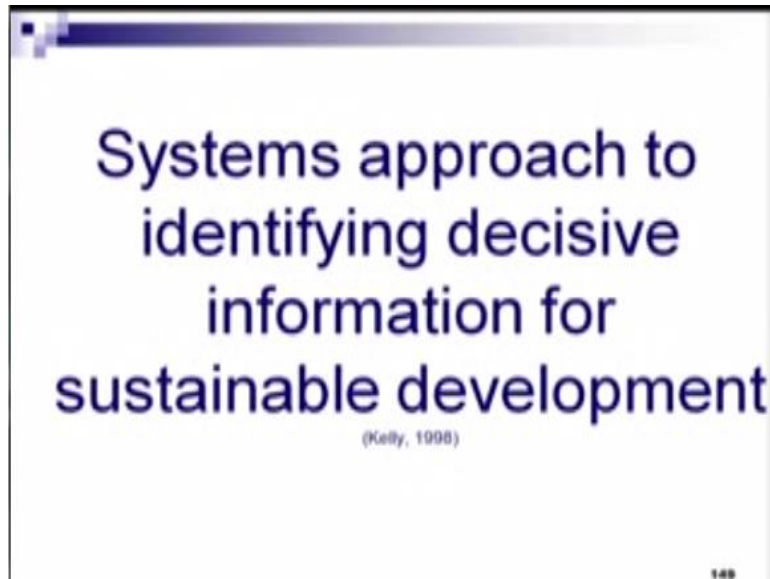 Systems approach to
identifying decisive
information for
sustainable development
(Kelly, 1998)
149